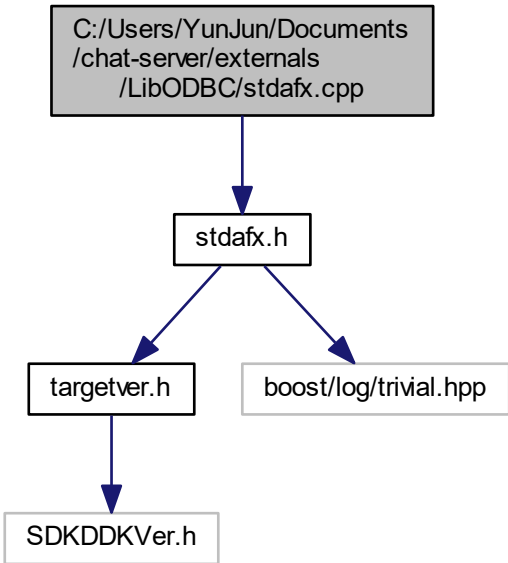 C:/Users/YunJun/Documents
/chat-server/externals
/LibODBC/stdafx.cpp
stdafx.h
targetver.h
boost/log/trivial.hpp
SDKDDKVer.h